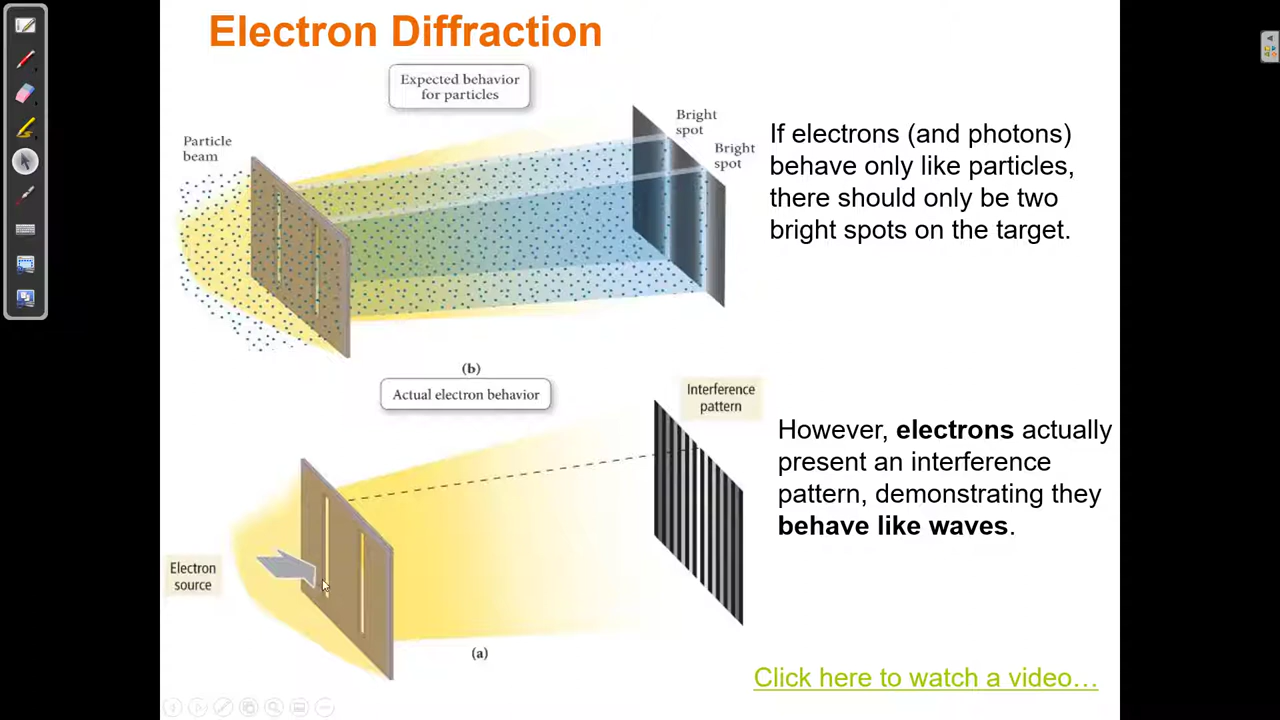 Electron Diffraction
Expected behavior
for particles
Particle
beam
Bright
spot
Bright
spot
If electrons (and photons)
behave only like particles,
there should only be two
bright spots on the target.
(b)
Actual electron behavior
Interference
pattern
However, electrons actually
present an interference
pattern, demonstrating they
behave like waves.
Electron
source
(a)
Click here to watch a video…